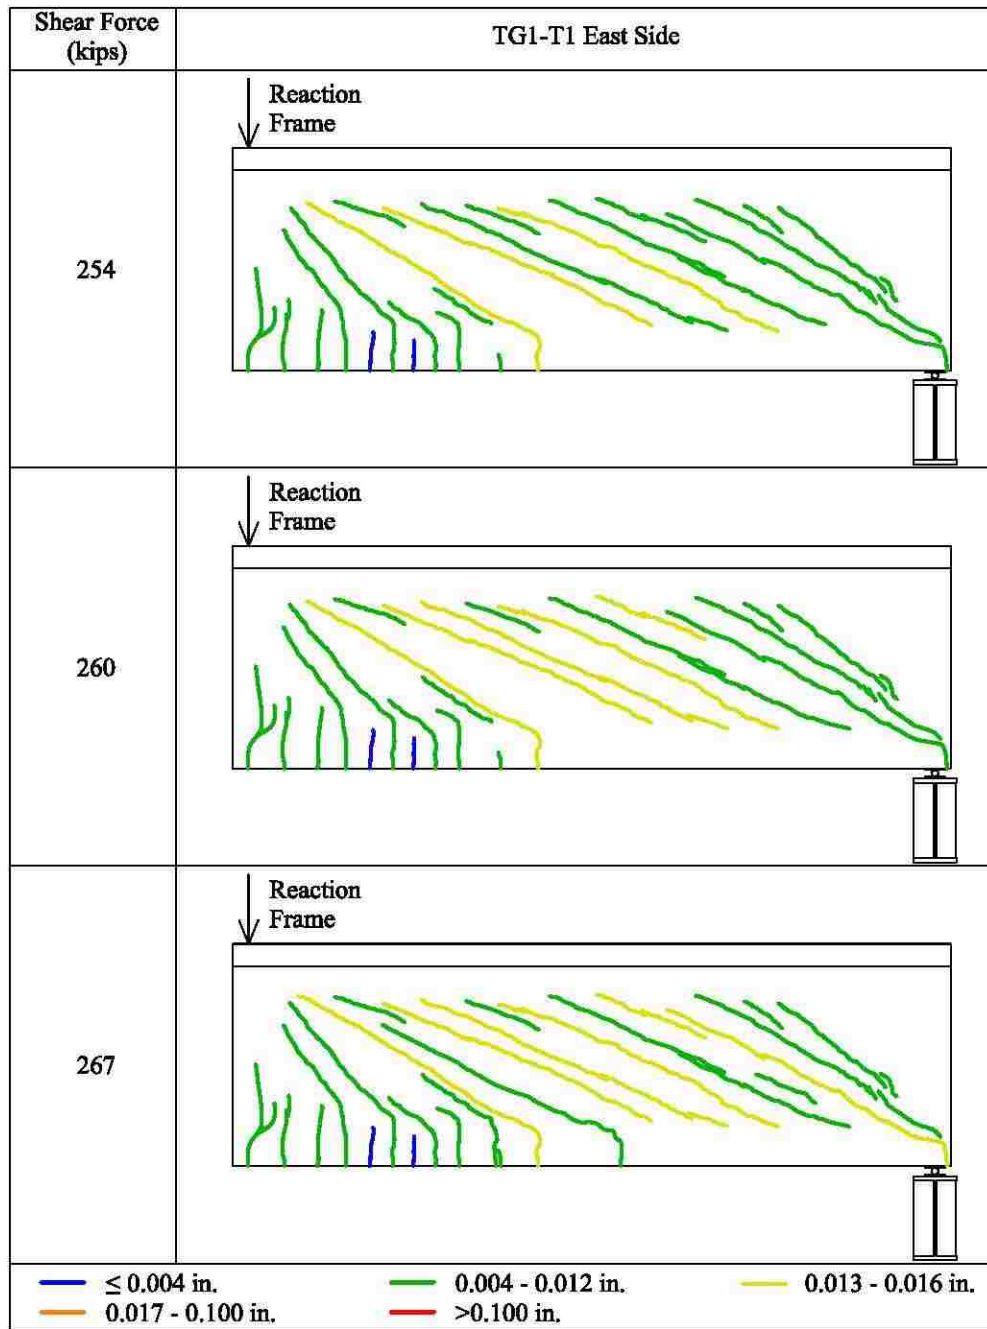 Shear Force
(kips)
TG1-T1 East Side
254
Reaction
Frame
260
Reaction
Frame
267
Reaction
Frame
≤ 0.004 in.
0.004 - 0.012 in.
0.013 - 0.016 in.
0.017 - 0.100 in.
>0.100 in.